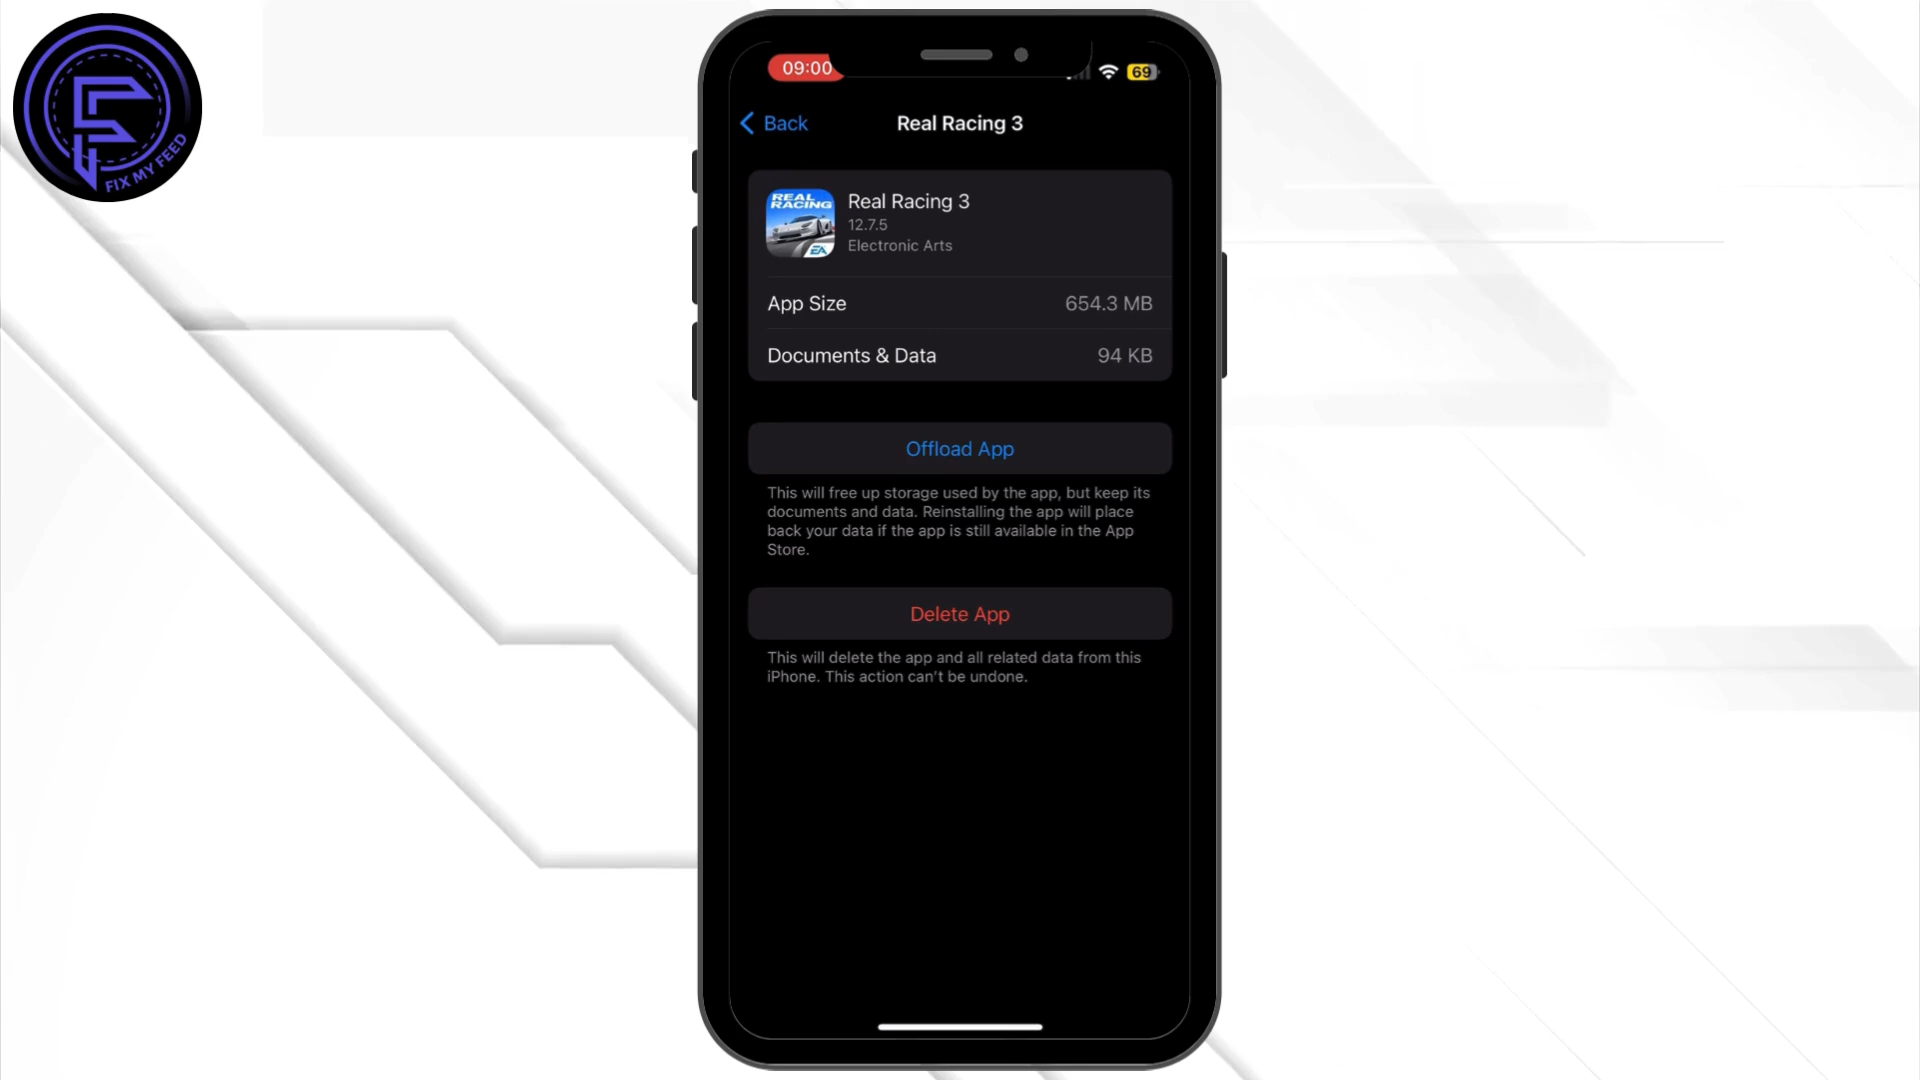 FIX MY FEED
09:00
69
Back
Real Racing 3
REAL
RACING
EA
Real Racing 3
12.7.5
Electronic Arts
App Size
654.3 MB
Documents & Data
94 KB
Offload App
This will free up storage used by the app, but keep its
documents and data. Reinstalling the app will place
back your data if the app is still available in the App
Store.
Delete App
This will delete the app and all related data from this
iPhone. This action can't be undone.